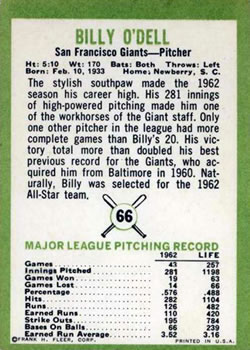 BILLY O'DELL
San Francisco Giants—Pitcher
Ht: 5:10 Wt: 170 Bats: Both Throws: Left
Born: Feb. 10, 1933 Home: Newberry, S. C.
The stylish southpaw made the 1962
season his career high. His 281 innings
of high-powered pitching made him one
of the workhorses of the Giant staff. Only
one other pitcher in the league had more
complete games than Billy's 20. His vic-
tory total more than doubled his best
previous record for the Giants, who ac-
quired him from Baltimore in 1960. Nat-
urally, Billy was selected for the 1962
All-Star team.
66
MAJOR LEAGUE PITCHING RECORD
1962 LIFE
Games 43 257
Innings Pitched 281 1198
Games Won 19 63
Games Lost 14 66
Percentage .576 .488
Hits 282 1104
Runs 126 482
Earned Runs 110 420
Strike Outs 195 784
Bases On Balls 66 239
Earned Run Average 3.52 3.16
©FRANK H. FLEER, CORP. PRINTED IN U.S.A.